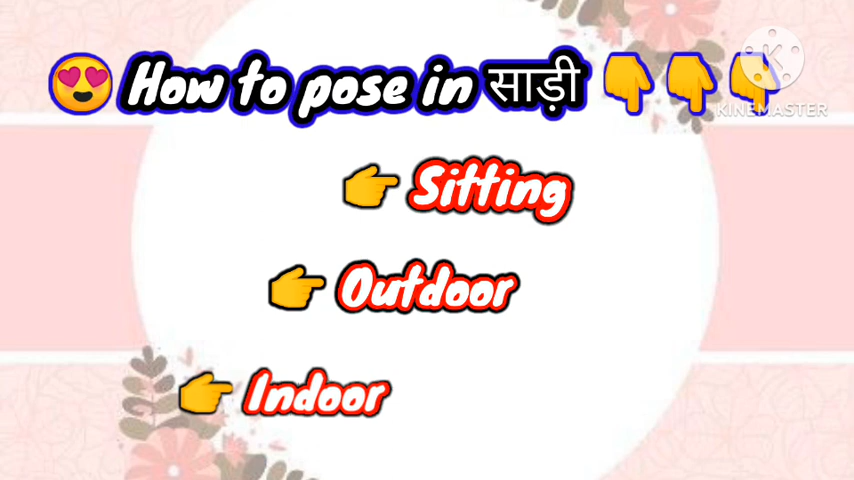 😍 How to pose in साड़ी 👇👇👇
KINEMASTER
👉 Sitting
👉 Outdoor
👉 Indoor